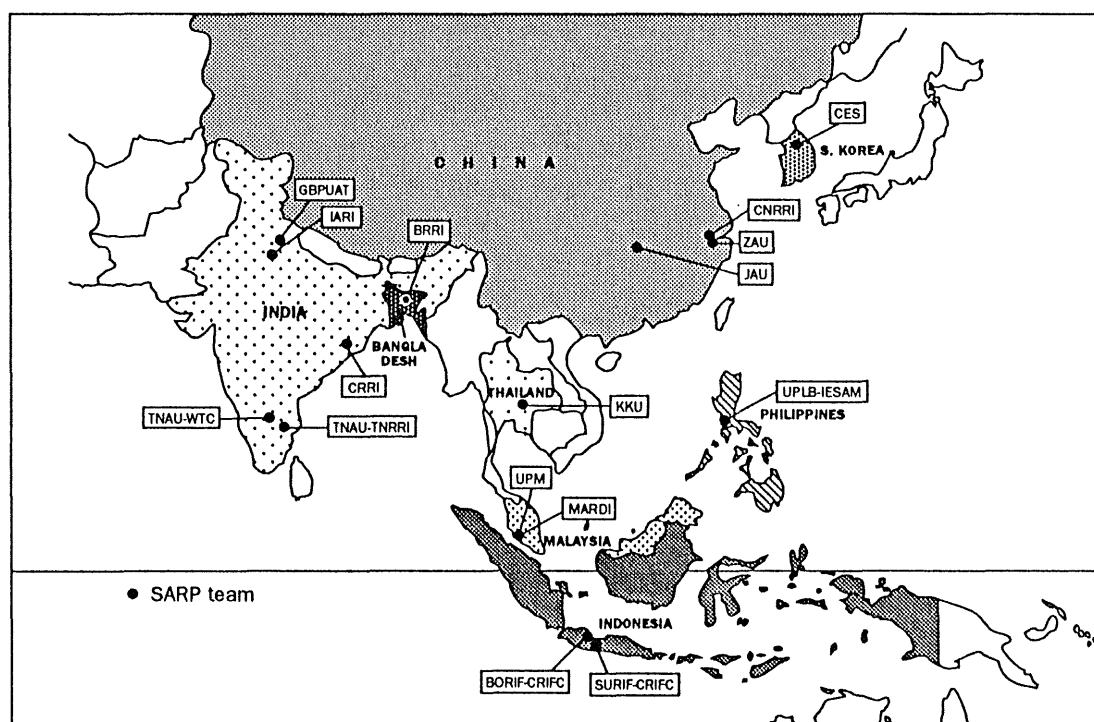 CES
C H I N A
S. KOREA
GBPUAT
IARI
CNRRI
BRRI
ZAU
JAU
INDIA
BANGLA
DESH
CRRI
THAILAND
KKU
UPLB-IESAM
PHILIPPINES
TNAU-WTC
TNAU-TNRRI
UPM
MARDI
MALAYSIA
● SARP team
INDONESIA
BORIF-CRIFC
SURIF-CRIFC